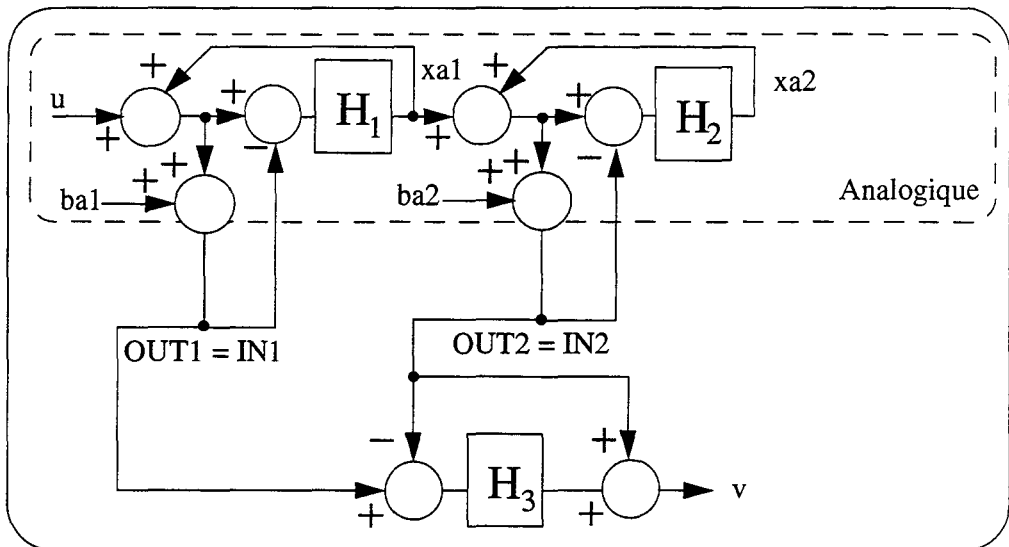 +
+
xa1
+
+
xa2
u
+
H1
+
+
H2
+
−
+
−
+
+
+
+
ba1
ba2
Analogique
OUT1 = IN1
OUT2 = IN2
−
+
H3
v
+
+